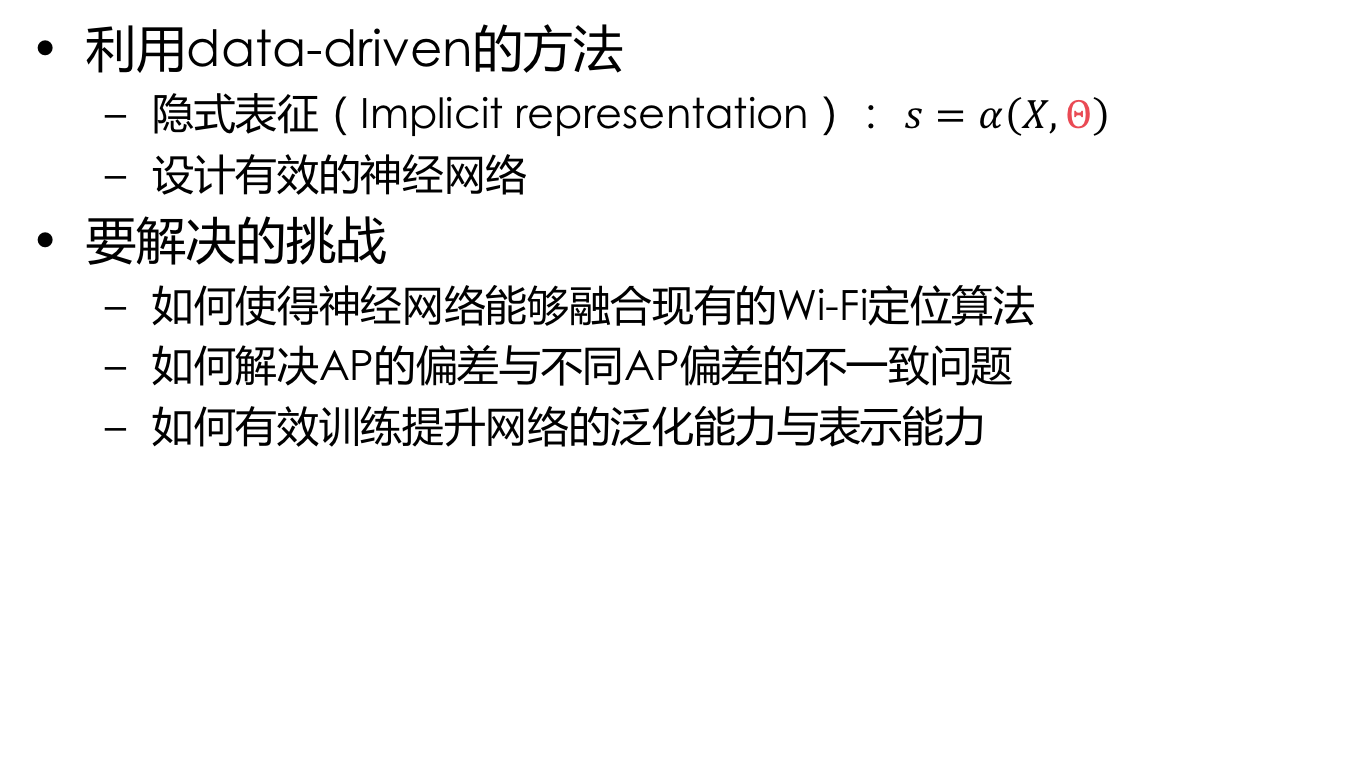 • 利用data-driven的方法
– 隐式表征（Implicit representation）： 𝑠 = 𝛼(𝑋, Θ)
– 设计有效的神经网络
• 要解决的挑战
– 如何使得神经网络能够融合现有的Wi-Fi定位算法
– 如何解决AP的偏差与不同AP偏差的不一致问题
– 如何有效训练提升网络的泛化能力与表示能力